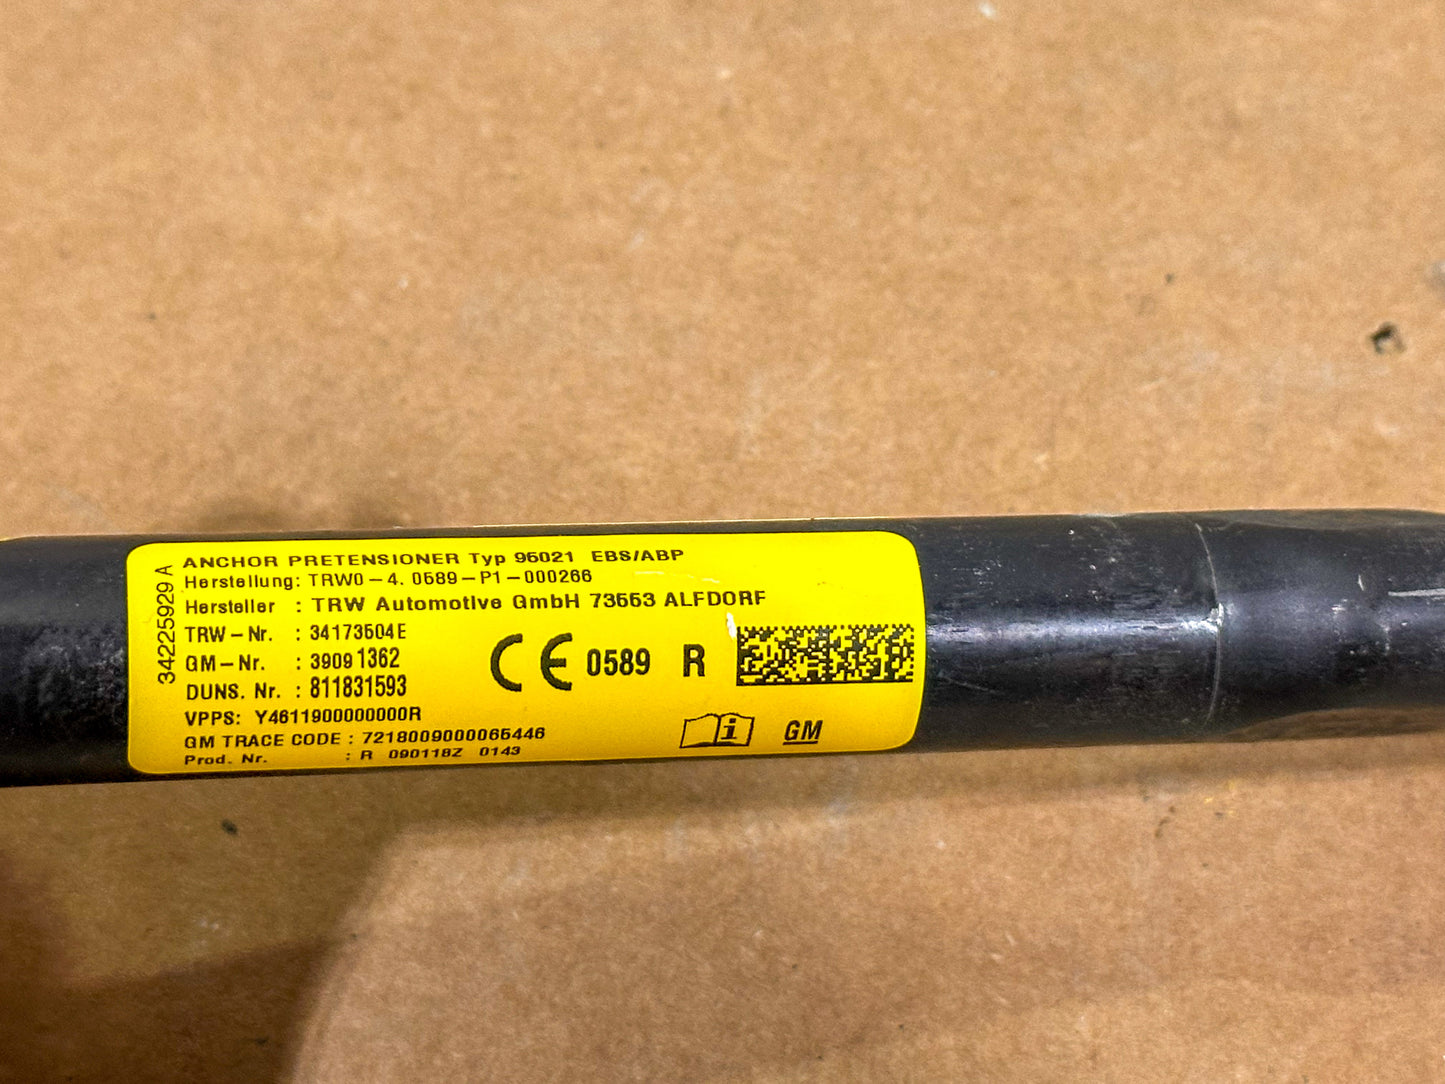 ANCHOR PRETENSIONER Typ 96021 EBS/ABP
Herstellung: TRW0-4. 0589-P1-000266
Hersteller : TRW Automotive GmbH 73553 ALFDORF
TRW-Nr. : 34173504E
GM-Nr. : 39091362
DUNS. Nr. : 811831593
VPPS: Y4611900000000R
GM TRACE CODE : 7218009000065446
Prod. Nr. : R 090118Z 0143
34225929 A
CE 0589 R
i GM